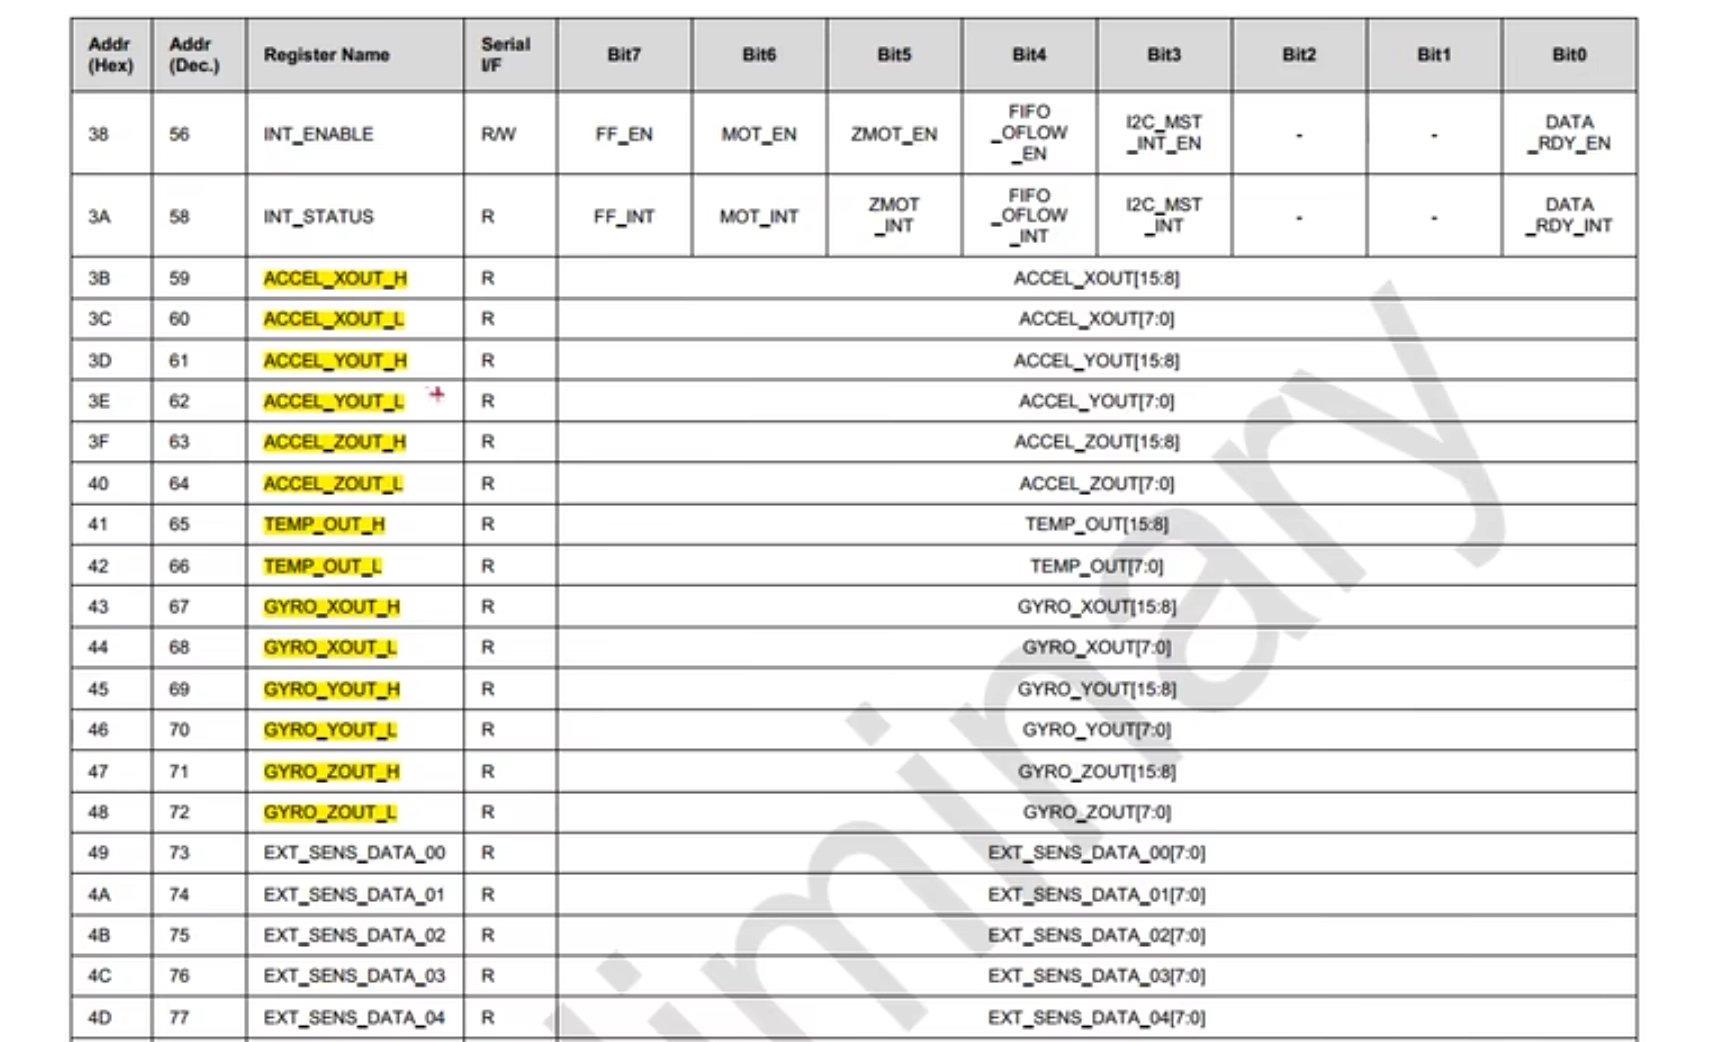 Addr (Hex) Addr (Dec.) Register Name Serial I/F Bit7 Bit6 Bit5 Bit4 Bit3 Bit2 Bit1 Bit0
38 56 INT_ENABLE R/W FF_EN MOT_EN ZMOT_EN FIFO _OFLOW _EN I2C_MST _INT_EN - - DATA _RDY_EN
3A 58 INT_STATUS R FF_INT MOT_INT ZMOT _INT FIFO _OFLOW _INT I2C_MST _INT - - DATA _RDY_INT
3B 59 ACCEL_XOUT_H R ACCEL_XOUT[15:8]
3C 60 ACCEL_XOUT_L R ACCEL_XOUT[7:0]
3D 61 ACCEL_YOUT_H R ACCEL_YOUT[15:8]
3E 62 ACCEL_YOUT_L R ACCEL_YOUT[7:0]
3F 63 ACCEL_ZOUT_H R ACCEL_ZOUT[15:8]
40 64 ACCEL_ZOUT_L R ACCEL_ZOUT[7:0]
41 65 TEMP_OUT_H R TEMP_OUT[15:8]
42 66 TEMP_OUT_L R TEMP_OUT[7:0]
43 67 GYRO_XOUT_H R GYRO_XOUT[15:8]
44 68 GYRO_XOUT_L R GYRO_XOUT[7:0]
45 69 GYRO_YOUT_H R GYRO_YOUT[15:8]
46 70 GYRO_YOUT_L R GYRO_YOUT[7:0]
47 71 GYRO_ZOUT_H R GYRO_ZOUT[15:8]
48 72 GYRO_ZOUT_L R GYRO_ZOUT[7:0]
49 73 EXT_SENS_DATA_00 R EXT_SENS_DATA_00[7:0]
4A 74 EXT_SENS_DATA_01 R EXT_SENS_DATA_01[7:0]
4B 75 EXT_SENS_DATA_02 R EXT_SENS_DATA_02[7:0]
4C 76 EXT_SENS_DATA_03 R EXT_SENS_DATA_03[7:0]
4D 77 EXT_SENS_DATA_04 R EXT_SENS_DATA_04[7:0]
liminary